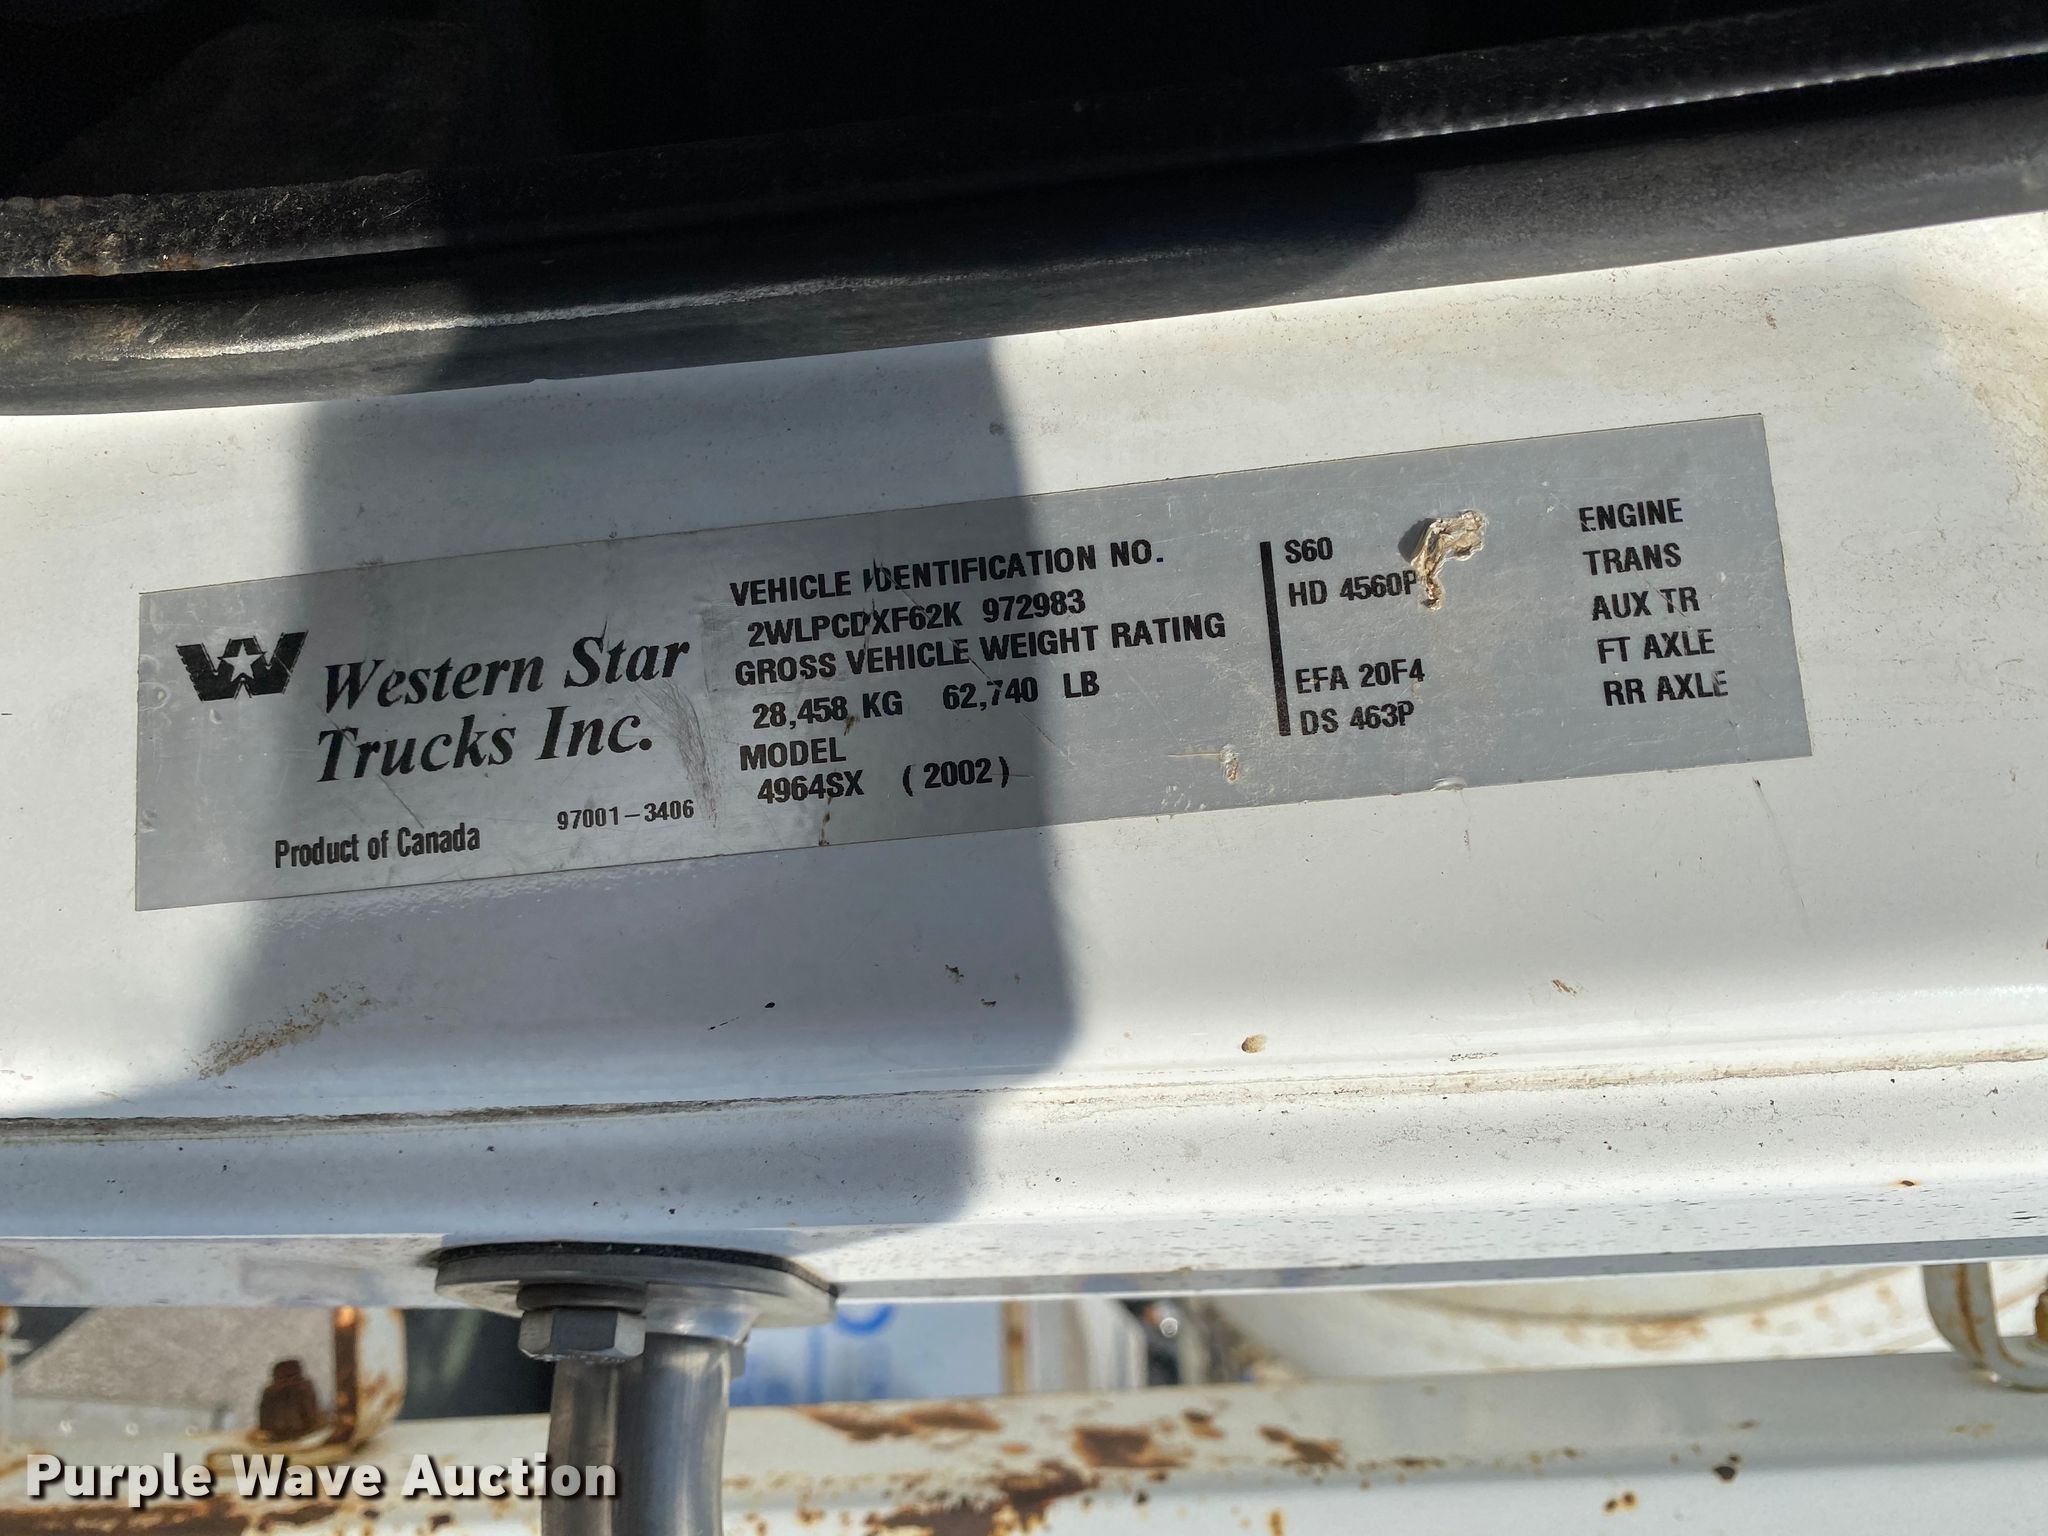 Western Star
Trucks Inc.
Product of Canada
97001-3406
VEHICLE IDENTIFICATION NO.
2WLPCDXF62K 972983
GROSS VEHICLE WEIGHT RATING
28,458 KG 62,740 LB
MODEL
4964SX (2002)
S60 ENGINE
HD 4560P TRANS
AUX TR
EFA 20F4 FT AXLE
DS 463P RR AXLE
Purple Wave Auction